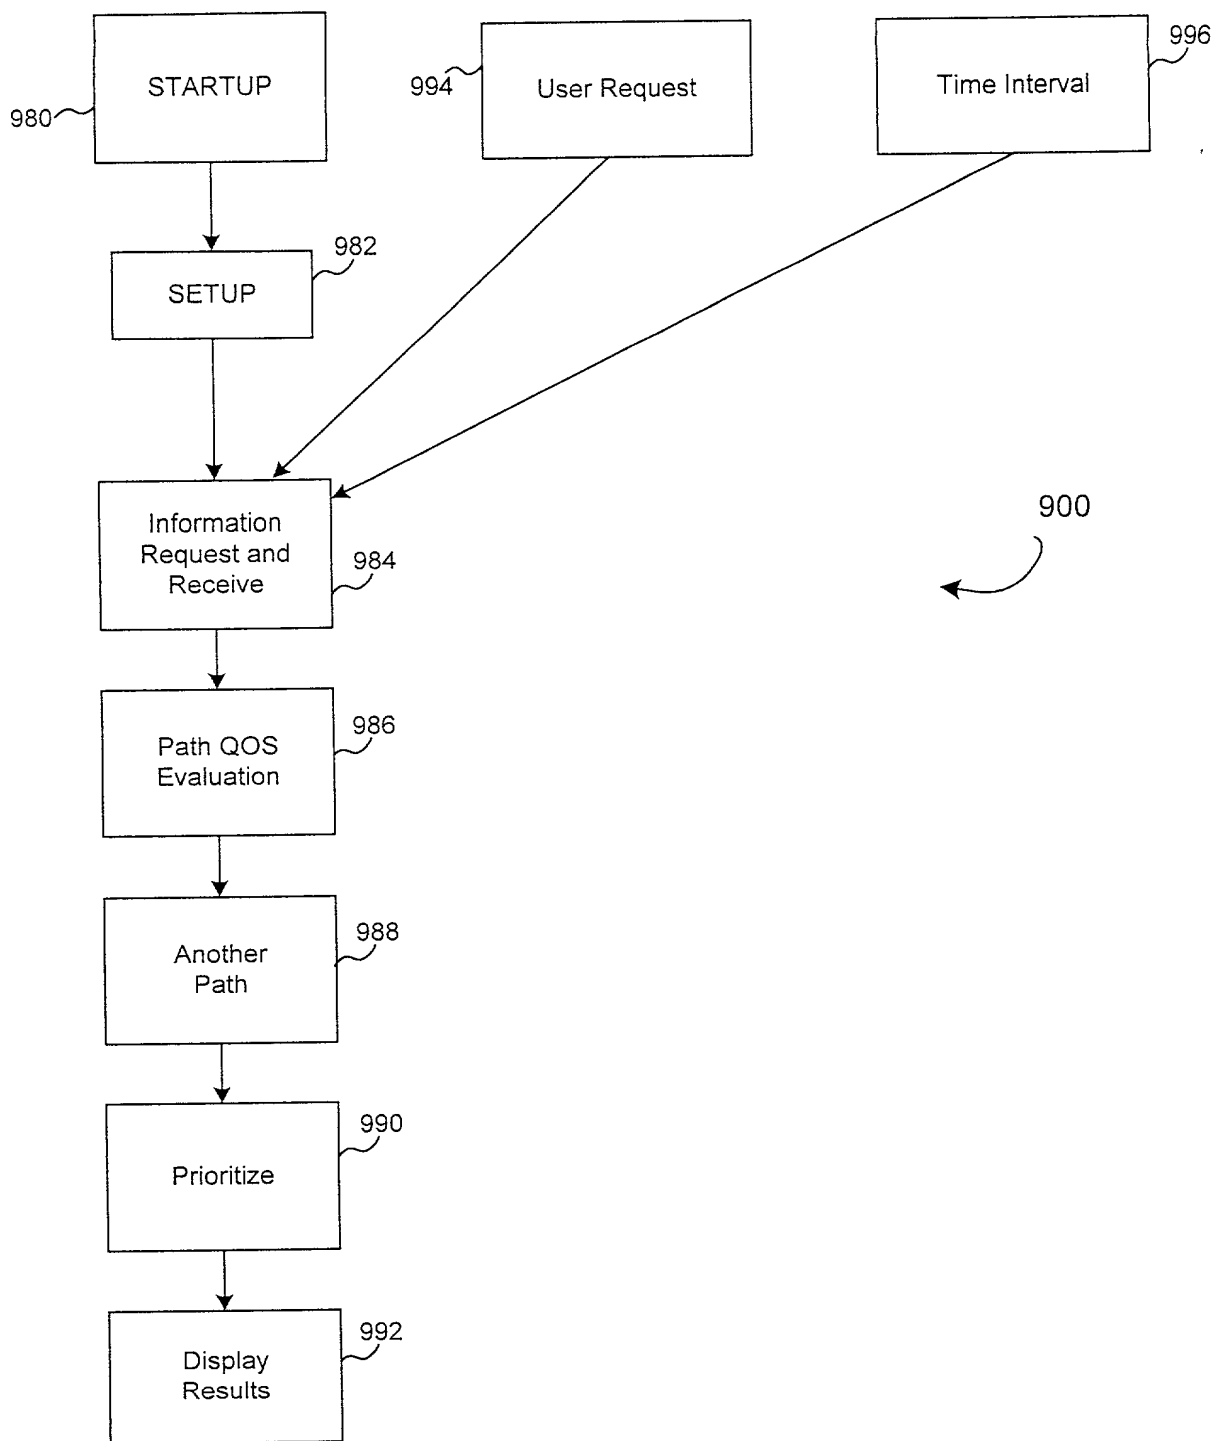 STARTUP
980
994
User Request
996
Time Interval
982
SETUP
Information
Request and
Receive
984
900
Path QOS
Evaluation
986
Another
Path
988
Prioritize
990
Display
Results
992